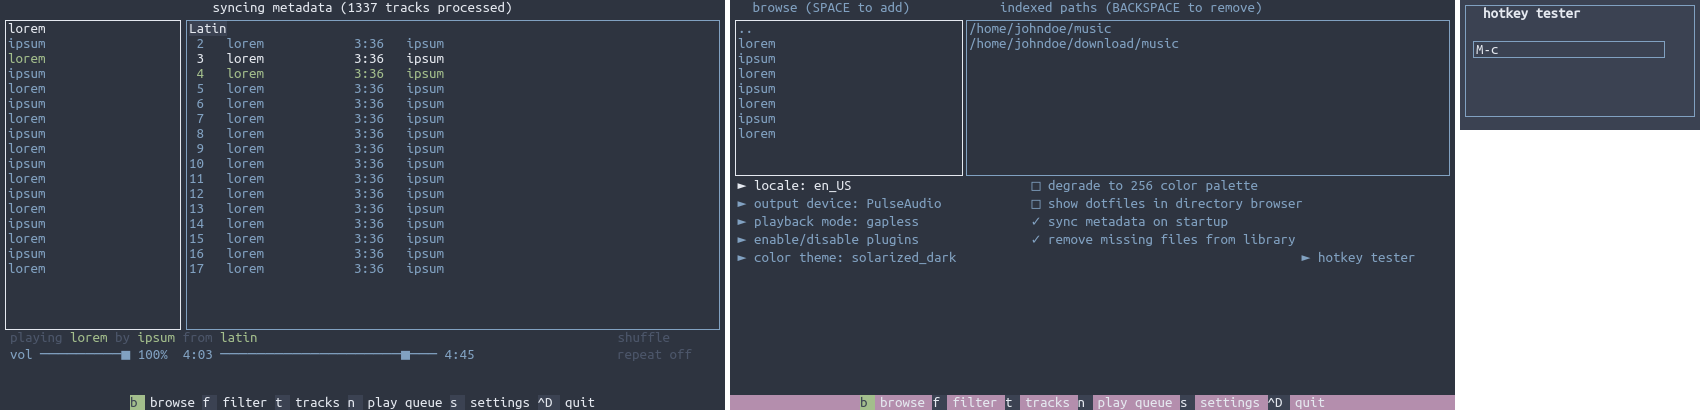 syncing metadata (1337 tracks processed)
lorem
ipsum
lorem
ipsum
lorem
ipsum
lorem
ipsum
lorem
ipsum
lorem
ipsum
lorem
ipsum
lorem
ipsum
lorem
Latin
2 lorem 3:36 ipsum
3 lorem 3:36 ipsum
4 lorem 3:36 ipsum
5 lorem 3:36 ipsum
6 lorem 3:36 ipsum
7 lorem 3:36 ipsum
8 lorem 3:36 ipsum
9 lorem 3:36 ipsum
10 lorem 3:36 ipsum
11 lorem 3:36 ipsum
12 lorem 3:36 ipsum
13 lorem 3:36 ipsum
14 lorem 3:36 ipsum
15 lorem 3:36 ipsum
16 lorem 3:36 ipsum
17 lorem 3:36 ipsum
playing lorem by ipsum from latin shuffle
vol 100% 4:03 4:45 repeat off
b browse f filter t tracks n play queue s settings ^D quit
browse (SPACE to add)
..
lorem
ipsum
lorem
ipsum
lorem
ipsum
lorem
indexed paths (BACKSPACE to remove)
/home/johndoe/music
/home/johndoe/download/music
► locale: en_US
► output device: PulseAudio
► playback mode: gapless
► enable/disable plugins
► color theme: solarized_dark
□ degrade to 256 color palette
□ show dotfiles in directory browser
✓ sync metadata on startup
✓ remove missing files from library
► hotkey tester
b browse f filter t tracks n play queue s settings ^D quit
hotkey tester
M-c